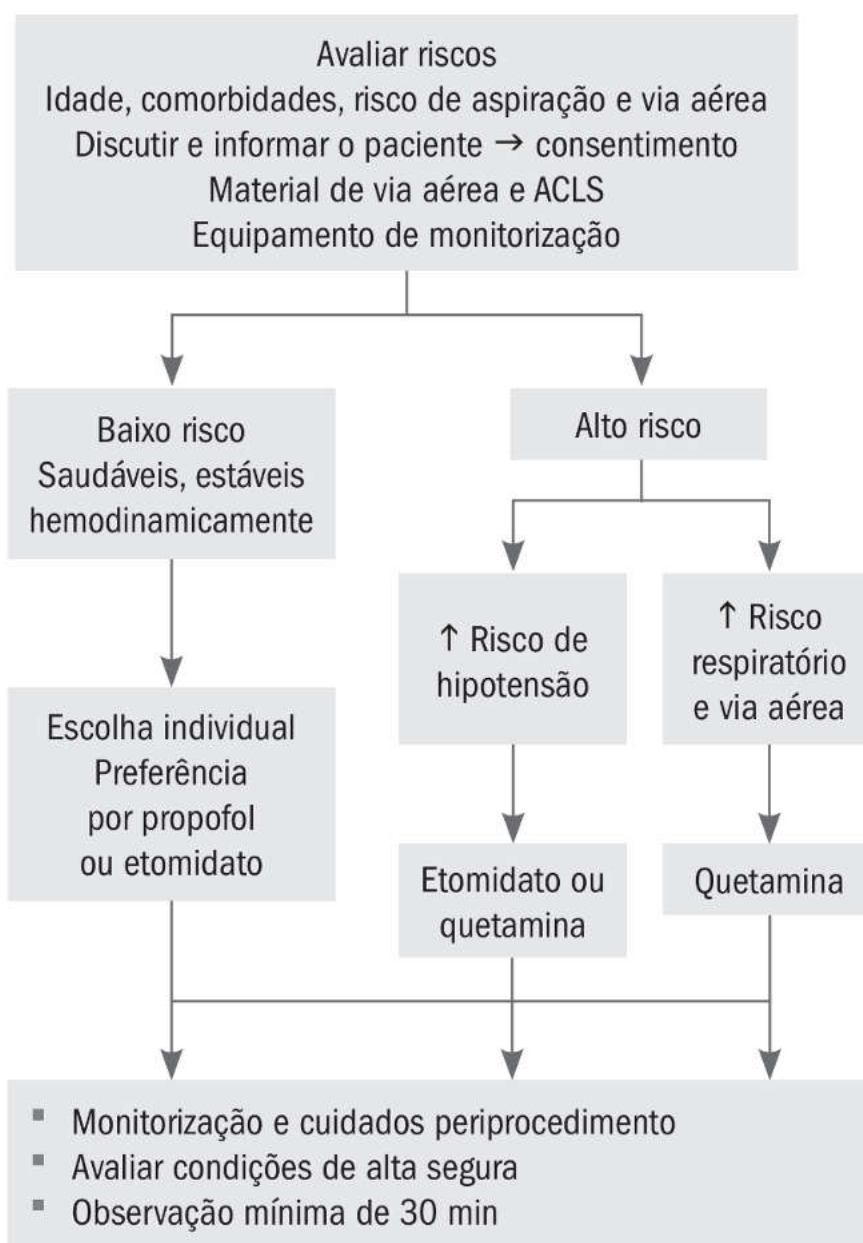 Avaliar riscos
Idade, comorbidades, risco de aspiração e via aérea
Discutir e informar o paciente → consentimento
Material de via aérea e ACLS
Equipamento de monitorização
Baixo risco
Saudáveis, estáveis
hemodinamicamente
Alto risco
↑ Risco de
hipotensão
↑ Risco
respiratório
e via aérea
Escolha individual
Preferência
por propofol
ou etomidato
Etomidato ou
quetamina
Quetamina
▪ Monitorização e cuidados periprocedimento
▪ Avaliar condições de alta segura
▪ Observação mínima de 30 min